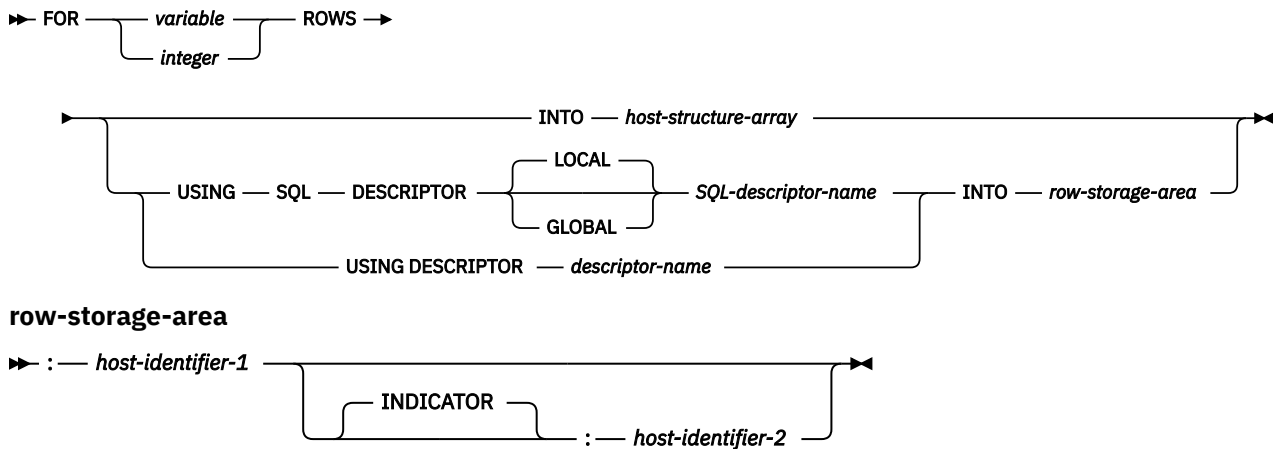 FOR variable ROWS
integer
INTO host-structure-array
LOCAL
USING SQL DESCRIPTOR SQL-descriptor-name INTO row-storage-area
GLOBAL
USING DESCRIPTOR descriptor-name
row-storage-area
: host-identifier-1
INDICATOR
: host-identifier-2